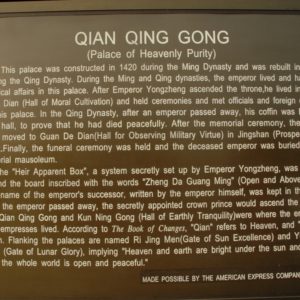 QIAN QING GONG
(Palace of Heavenly Purity)
This palace was constructed in 1420 during the Ming Dynasty and was rebuilt in
the Qing Dynasty. During the Ming and Qing dynasties, the emperor lived and h
ical affairs in this palace. After Emperor Yongzheng ascended the throne,he lived in
Dian (Hall of Moral Cultivation) and held ceremonies and met officials and foreign
this palace. In the Qing Dynasty, after an emperor passed away, his coffin was
hall, to prove that he had died peacefully. After the memorial ceremony, the
moved to Guan De Dian(Hall for Observing Military Virtue) in Jingshan (Prospec
.Finally, the funeral ceremony was held and the deceased emperor was buried
erial mausoleum.
"Heir Apparent Box", a system secretly set up by Emperor Yongzheng, was
nd the board inscribed with the words "Zheng Da Guang Ming" (Open and Above
name of the emperor's successor, written by the emperor himself, was kept in th
e emperor passed away, the secretly appointed crown prince would ascend the
Qian Qing Gong and Kun Ning Gong (Hall of Earthly Tranquility)were where the e
empresses lived. According to The Book of Changes, "Qian" refers to Heaven, and "
n. Flanking the palaces are named Ri Jing Men(Gate of Sun Excellence) and Y
(Gate of Lunar Glory), implying "Heaven and earth are bright under the sun and
the whole world is open and peaceful."
MADE POSSIBLE BY THE AMERICAN EXPRESS COMPAN